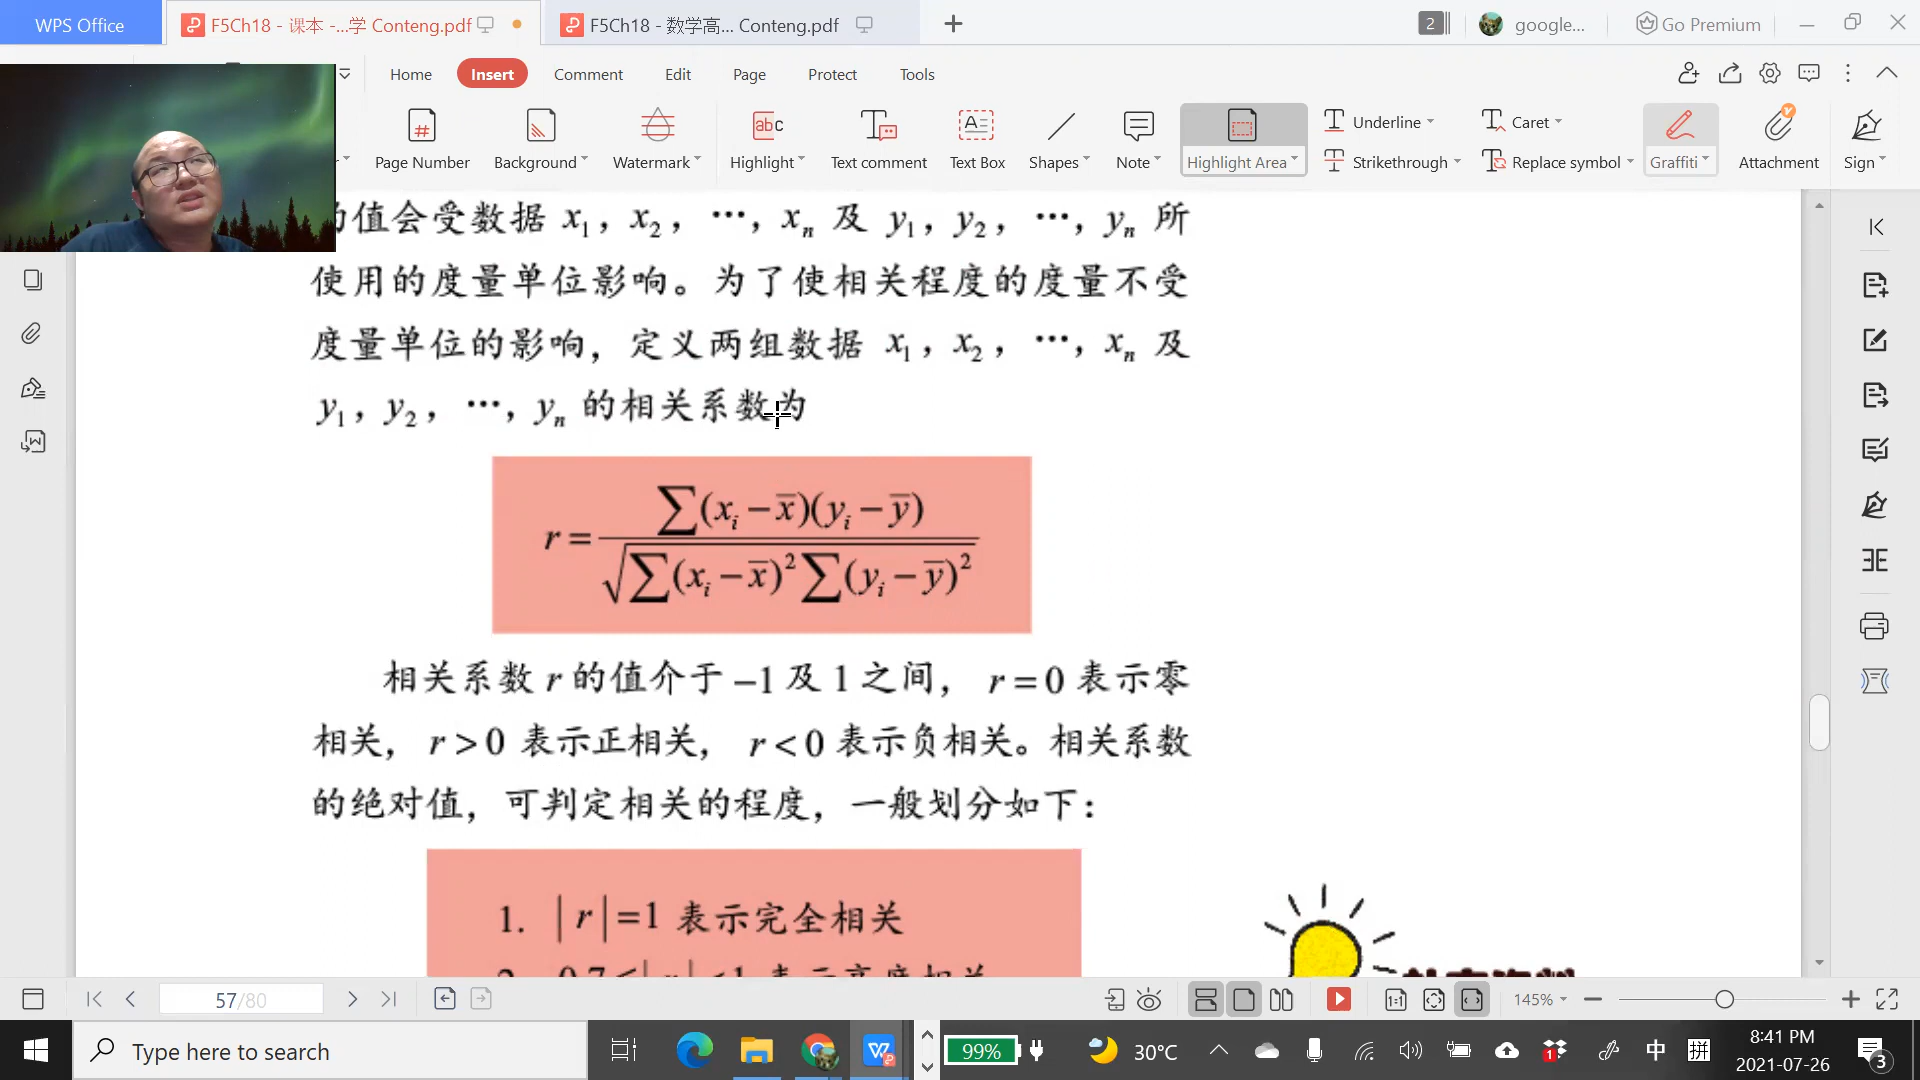 WPS Office
F5Ch18 - 课本 -...学 Conteng.pdf
F5Ch18 - 数学高... Conteng.pdf
2
google...
Go Premium
Home
Insert
Comment
Edit
Page
Protect
Tools
Page Number
Background
Watermark
Highlight
Text comment
Text Box
Shapes
Note
Highlight Area
Underline
Strikethrough
Caret
Replace symbol
Graffiti
Attachment
Sign
值会受数据 x₁, x₂, …, xₙ 及 y₁, y₂, …, yₙ 所
使用的度量单位影响。为了使相关程度的度量不受
度量单位的影响，定义两组数据 x₁, x₂, …, xₙ 及
y₁, y₂, …, yₙ 的相关系数为
r = ∑(xᵢ − x̄)(yᵢ − ȳ) / √(∑(xᵢ − x̄)² ∑(yᵢ − ȳ)²)
相关系数 r 的值介于 −1 及 1 之间， r = 0 表示零
相关， r > 0 表示正相关， r < 0 表示负相关。相关系数
的绝对值，可判定相关的程度，一般划分如下：
1. | r | = 1 表示完全相关
57/80
145%
Type here to search
99%
30°C
中
拼
8:41 PM
2021-07-26
3